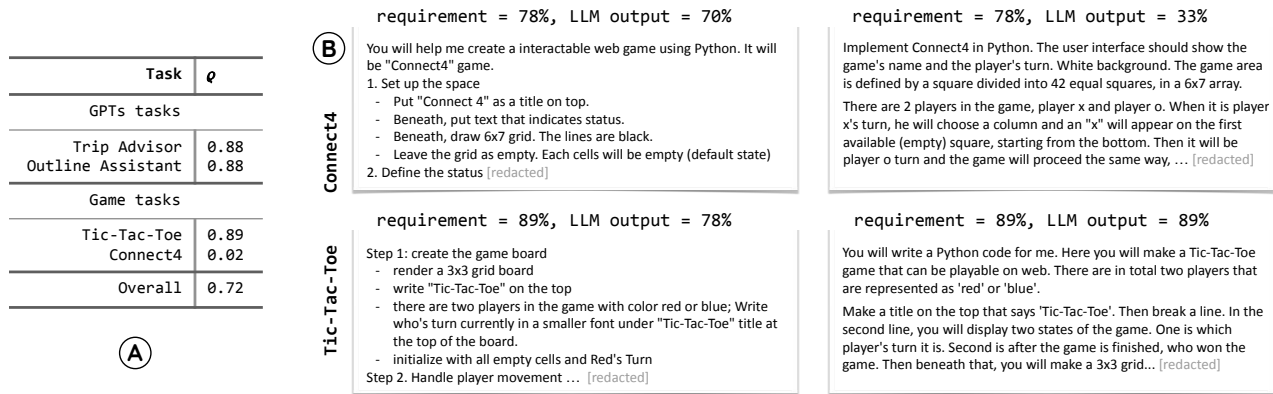 Task ρ
GPTs tasks
Trip Advisor 0.88
Outline Assistant 0.88
Game tasks
Tic-Tac-Toe 0.89
Connect4 0.02
Overall 0.72
A
B
Connect4
requirement = 78%, LLM output = 70%
You will help me create a interactable web game using Python. It will
be "Connect4" game.
1. Set up the space
- Put "Connect 4" as a title on top.
- Beneath, put text that indicates status.
- Beneath, draw 6x7 grid. The lines are black.
- Leave the grid as empty. Each cells will be empty (default state)
2. Define the status [redacted]
requirement = 78%, LLM output = 33%
Implement Connect4 in Python. The user interface should show the
game's name and the player's turn. White background. The game area
is defined by a square divided into 42 equal squares, in a 6x7 array.
There are 2 players in the game, player x and player o. When it is player
x's turn, he will choose a column and an "x" will appear on the first
available (empty) square, starting from the bottom. Then it will be
player o turn and the game will proceed the same way, ... [redacted]
Tic-Tac-Toe
requirement = 89%, LLM output = 78%
Step 1: create the game board
- render a 3x3 grid board
- write "Tic-Tac-Toe" on the top
- there are two players in the game with color red or blue; Write
who's turn currently in a smaller font under "Tic-Tac-Toe" title at
the top of the board.
- initialize with all empty cells and Red's Turn
Step 2. Handle player movement ... [redacted]
requirement = 89%, LLM output = 89%
You will write a Python code for me. Here you will make a Tic-Tac-Toe
game that can be playable on web. There are in total two players that
are represented as 'red' or 'blue'.
Make a title on the top that says 'Tic-Tac-Toe'. Then break a line. In the
second line, you will display two states of the game. One is which
player's turn it is. Second is after the game is finished, who won the
game. Then beneath that, you will make a 3x3 grid... [redacted]